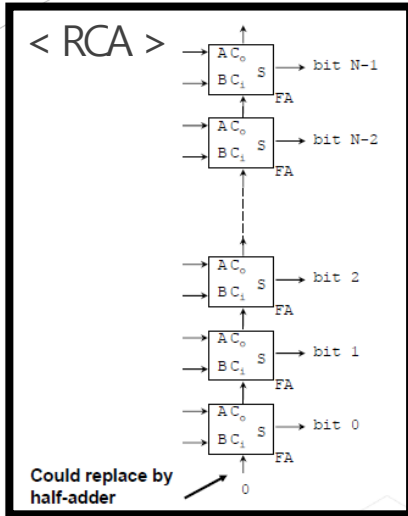 < RCA >
A Co
B Ci S
bit N-1
FA
A Co
B Ci S
bit N-2
FA
A Co
B Ci S
bit 2
FA
A Co
B Ci S
bit 1
FA
A Co
B Ci S
bit 0
FA
Could replace by
half-adder
0